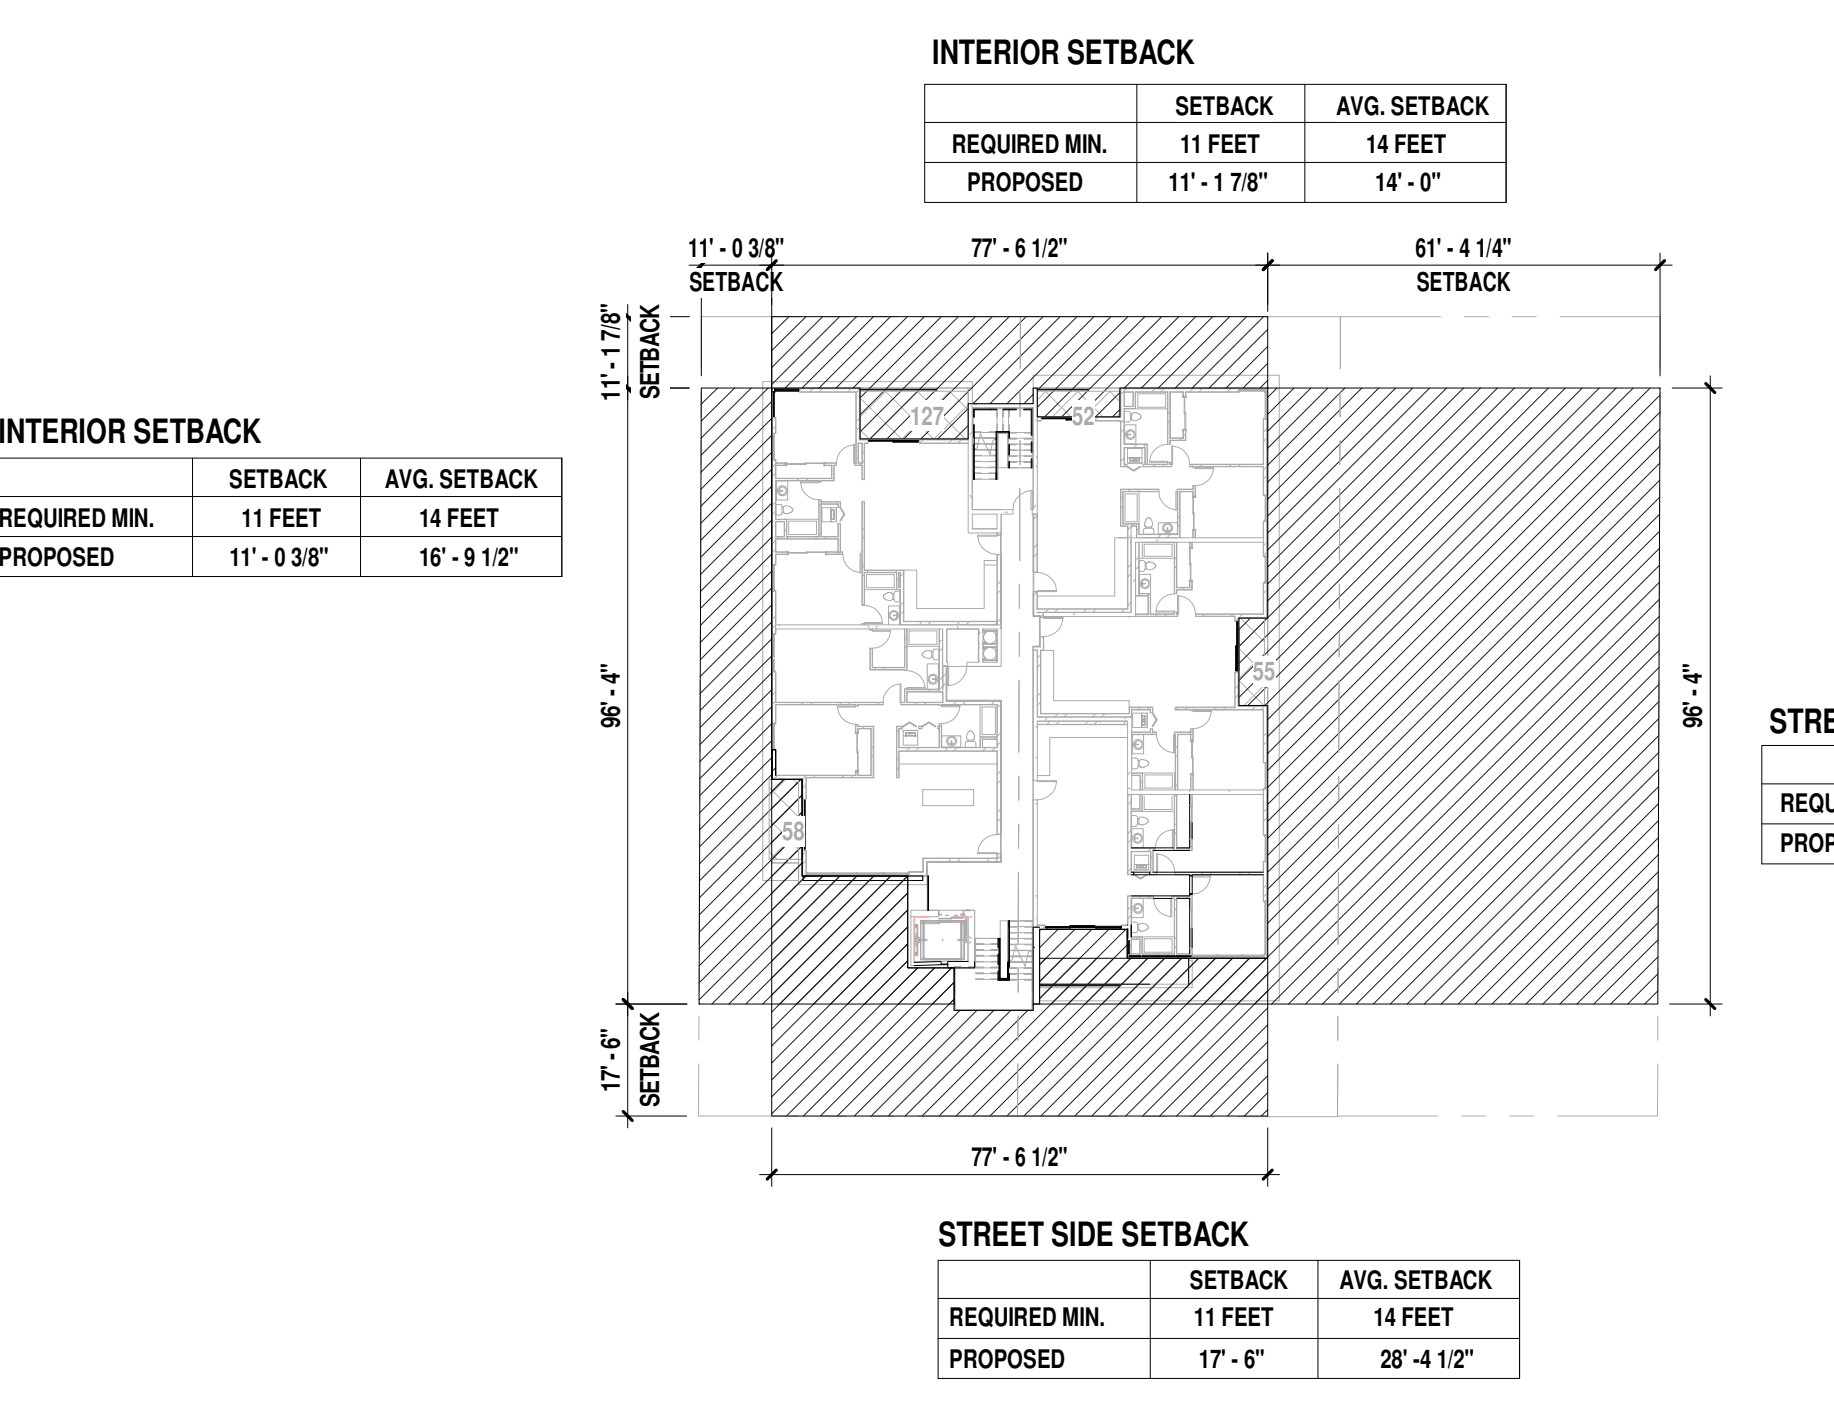 INTERIOR SETBACK
SETBACK AVG. SETBACK
REQUIRED MIN. 11 FEET 14 FEET
PROPOSED 11' - 1 7/8" 14' - 0"
11' - 0 3/8" 77' - 6 1/2" 61' - 4 1/4"
SETBACK SETBACK
11' - 1 7/8"
SETBACK
INTERIOR SETBACK
SETBACK AVG. SETBACK
REQUIRED MIN. 11 FEET 14 FEET
PROPOSED 11' - 0 3/8" 16' - 9 1/2"
127
52
55
58
96' - 4"
96' - 4"
STRE
REQU
PROP
17' - 6"
SETBACK
77' - 6 1/2"
STREET SIDE SETBACK
SETBACK AVG. SETBACK
REQUIRED MIN. 11 FEET 14 FEET
PROPOSED 17' - 6" 28' -4 1/2"